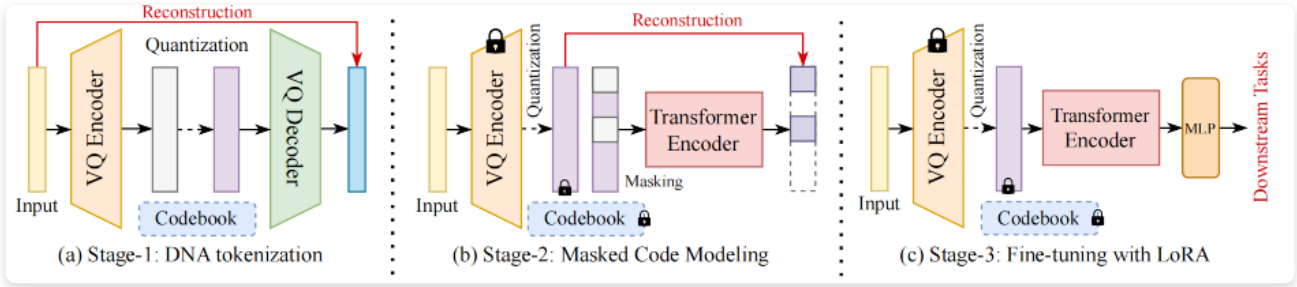 Reconstruction
Quantization
VQ Encoder
VQ Decoder
Input
Codebook
(a) Stage-1: DNA tokenization
Reconstruction
VQ Encoder
Quantization
Transformer
Encoder
Masking
Input
Codebook
(b) Stage-2: Masked Code Modeling
VQ Encoder
Quantization
Transformer
Encoder
MLP
Downstream Tasks
Input
Codebook
(c) Stage-3: Fine-tuning with LoRA